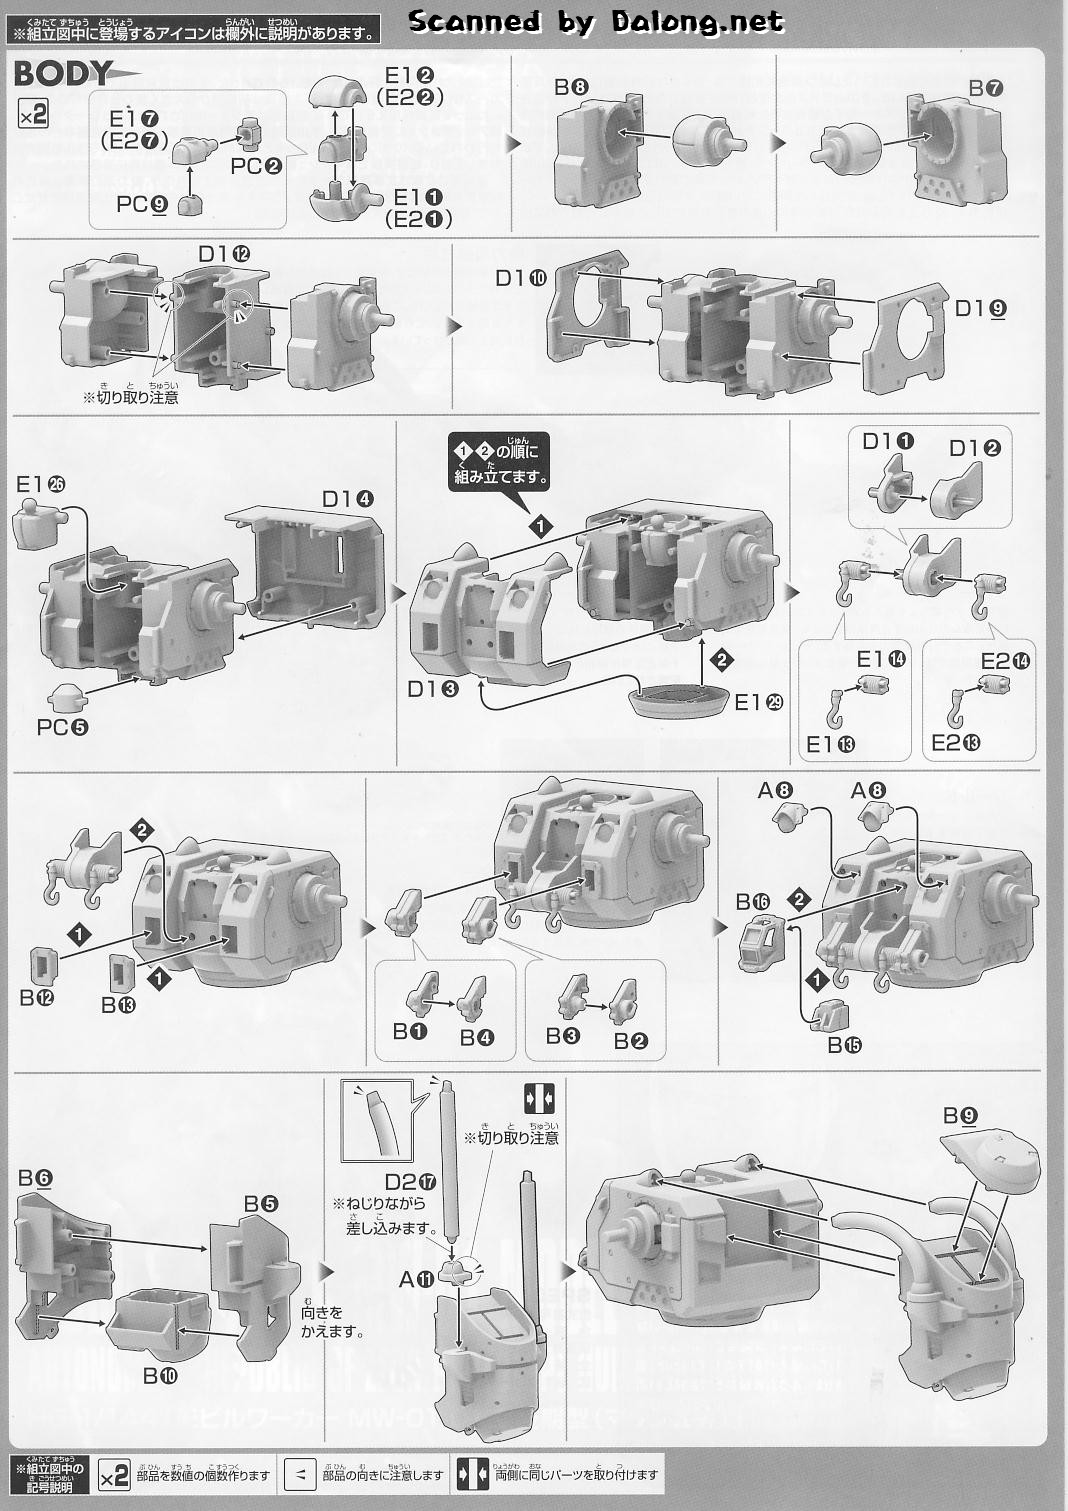 ※組立図中に登場するアイコンは欄外に説明があります。
Scanned by Dalong.net
BODY
×2
E1❼
(E2❼)
PC❷
PC❾
E1❷
(E2❷)
E1❶
(E2❶)
B❽
B❼
D1⓬
※切り取り注意
D1❿
D1❾
E1㉖
D1❹
PC❺
❶❷の順に
組み立てます。
❶
D1❸
❷
E1㉙
D1❶
D1❷
E1⓮
E1⓭
E2⓮
E2⓭
❷
❶
❶
B⓬
B⓭
B❶
B❹
B❸
B❷
A❽
A❽
B⓰
❷
❶
B⓯
B❻
B❺
B❿
向きを
かえます。
D2⓱
※ねじりながら
差し込みます。
A⓫
※切り取り注意
B❾
※組立図中の
記号説明
×2
部品を数値の個数作ります
部品の向きに注意します
両側に同じパーツを取り付けます